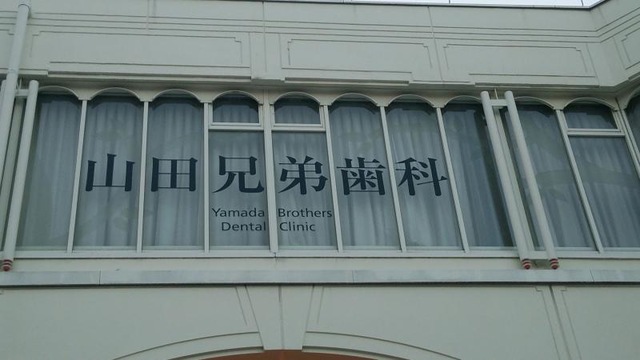 山田兄弟歯科
Yamada Brothers
Dental Clinic